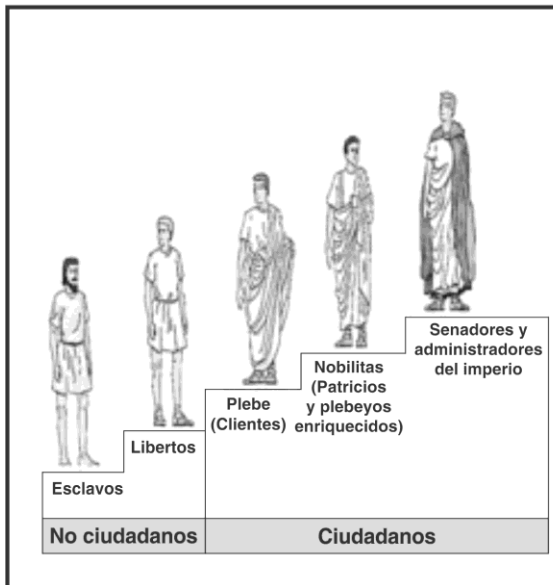 Senadores y
administradores
del imperio
Nobilitas
(Patricios
y plebeyos
enriquecidos)
Plebe
(Clientes)
Libertos
Esclavos
No ciudadanos
Ciudadanos